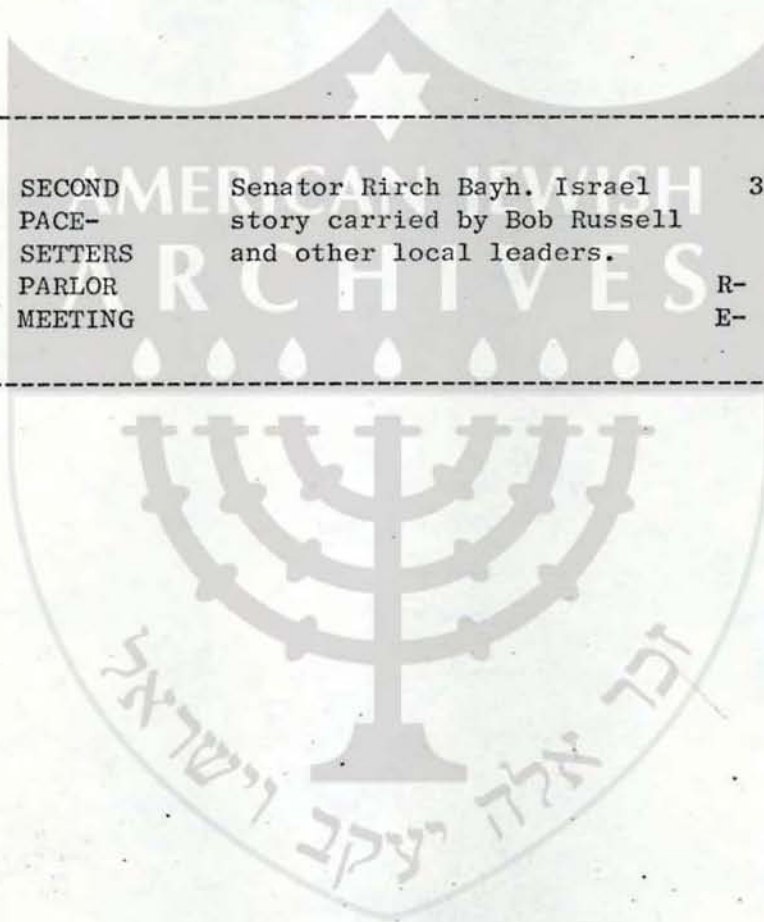 SECOND Senator Rirch Bayh. Israel 3
PACE- story carried by Bob Russell
SETTERS and other local leaders.
PARLOR R-
MEETING E-
AMERICAN JEWISH
ARCHIVES
זכר אלה יעקב וישראל